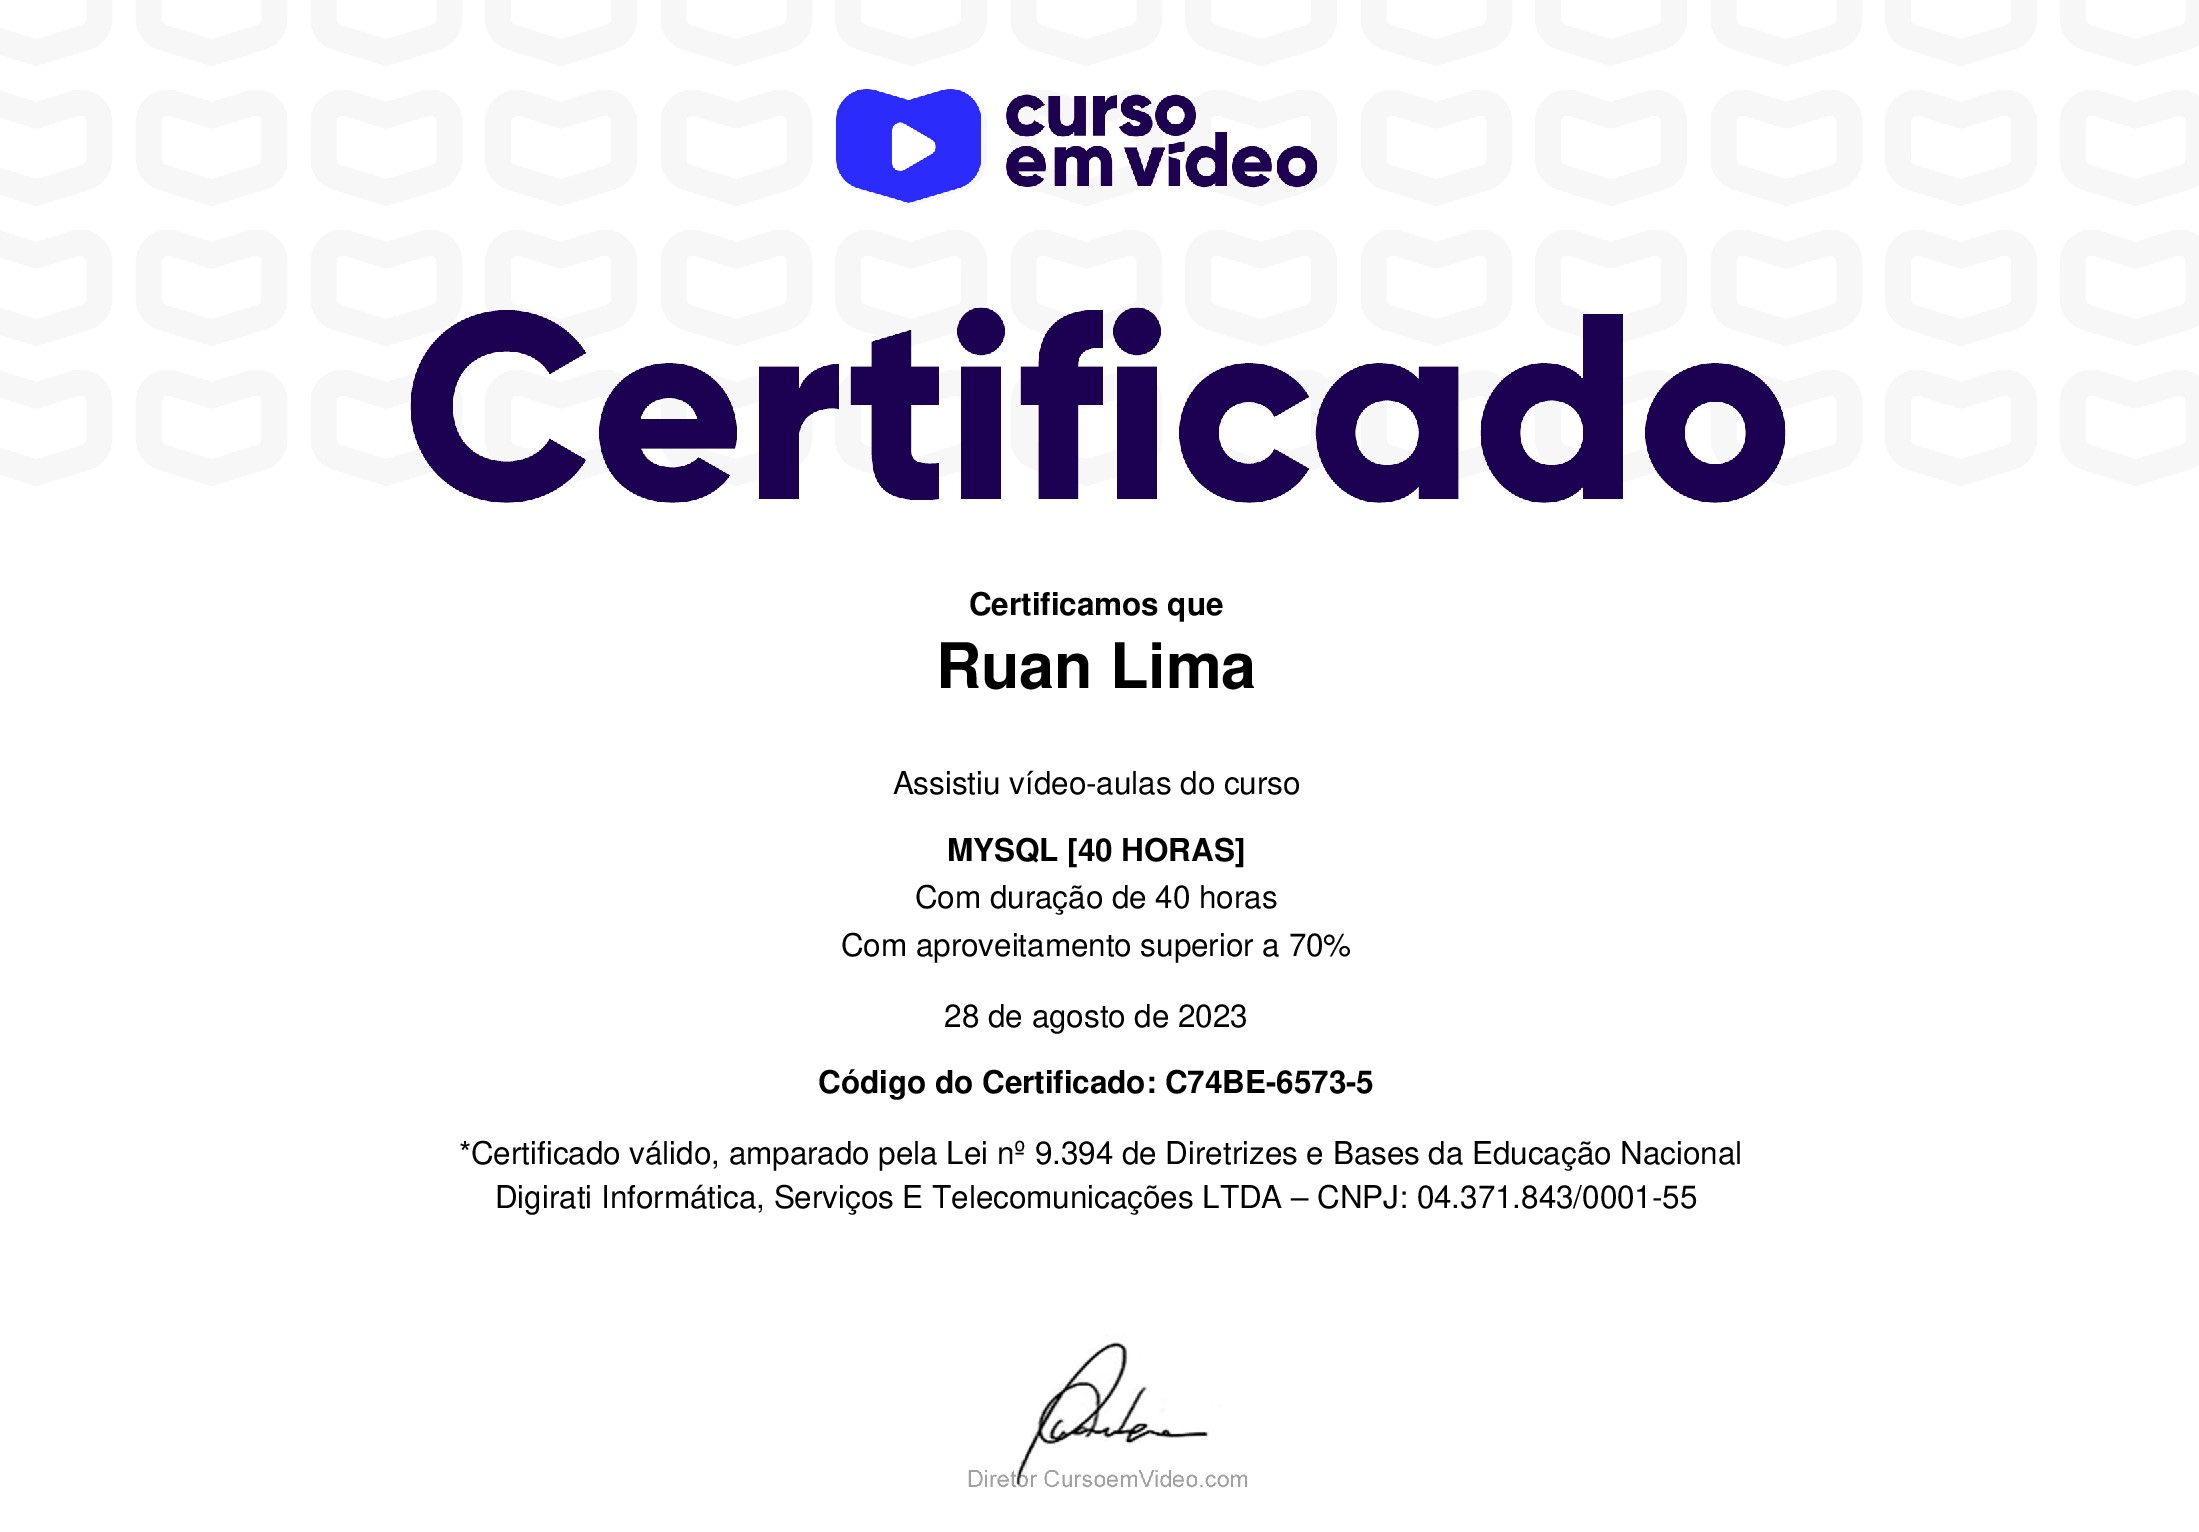 curso
em vídeo
Certificado
Certificamos que
Ruan Lima
Assistiu vídeo-aulas do curso
MYSQL [40 HORAS]
Com duração de 40 horas
Com aproveitamento superior a 70%
28 de agosto de 2023
Código do Certificado: C74BE-6573-5
*Certificado válido, amparado pela Lei nº 9.394 de Diretrizes e Bases da Educação Nacional
Digirati Informática, Serviços E Telecomunicações LTDA – CNPJ: 04.371.843/0001-55
Diretor CursoemVideo.com